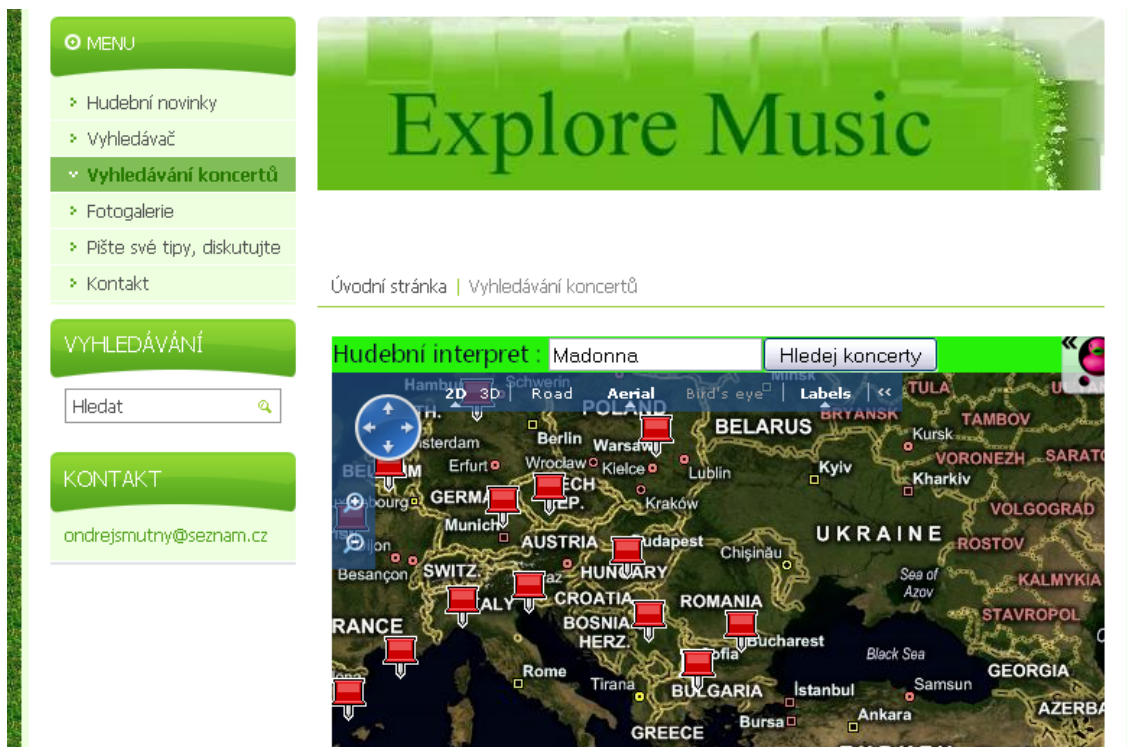 MENU
Hudební novinky
Vyhledávač
Vyhledávání koncertů
Fotogalerie
Pište své tipy, diskutujte
Kontakt
VYHLEDÁVÁNÍ
Hledat
KONTAKT
ondrejsmutny@seznam.cz
Explore Music
Úvodní stránka | Vyhledávání koncertů
Hudební interpret : Madonna Hledej koncerty
«
Schwerin
2D 3D Road Aerial Bird's eye Labels «
TULA
POLAND
BELARUS
BRYANSK
TAMBOV
Kursk
Berlin Warsaw
VORONEZH
Erfurt Wrocław Kielce Lublin
Kyiv
Kharkiv
Kraków
VOLGOGRAD
Munich
AUSTRIA
Chişinău
UKRAINE
ROSTOV
Besançon SWITZ.
HUNGARY
Sea of
Azov
KALMYKIA
CROATIA
ROMANIA
STAVROPOL
BOSNIA
HERZ.
Bucharest
Black Sea
Rome
GEORGIA
Tirana
BULGARIA
Istanbul
Samsun
Bursa
Ankara
GREECE